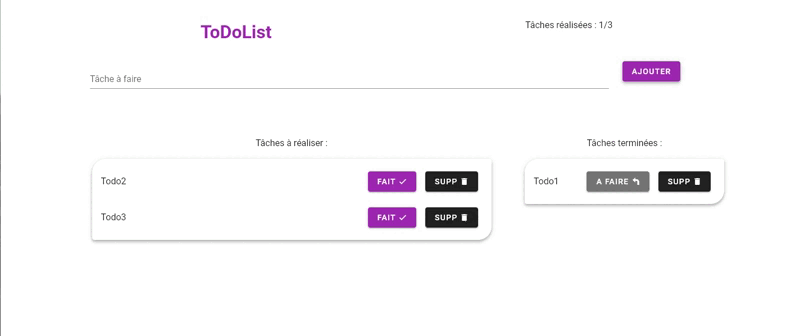 ToDoList
Tâches réalisées : 1/3
Tâche à faire
AJOUTER
Tâches à réaliser :
Todo2 FAIT SUPP
Todo3 FAIT SUPP
Tâches terminées :
Todo1 A FAIRE SUPP